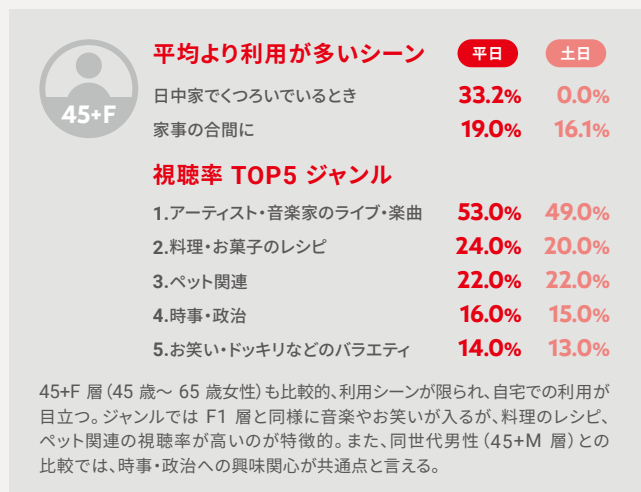 45+F
平均より利用が多いシーン 平日 土日
日中家でくつろいでいるとき 33.2% 0.0%
家事の合間に 19.0% 16.1%
視聴率 TOP5 ジャンル
1.アーティスト・音楽家のライブ・楽曲 53.0% 49.0%
2.料理・お菓子のレシピ 24.0% 20.0%
3.ペット関連 22.0% 22.0%
4.時事・政治 16.0% 15.0%
5.お笑い・ドッキリなどのバラエティ 14.0% 13.0%
45+F 層（45 歳〜 65 歳女性）も比較的、利用シーンが限られ、自宅での利用が
目立つ。ジャンルでは F1 層と同様に音楽やお笑いが入るが、料理のレシピ、
ペット関連の視聴率が高いのが特徴的。また、同世代男性（45+M 層）との
比較では、時事・政治への興味関心が共通点と言える。